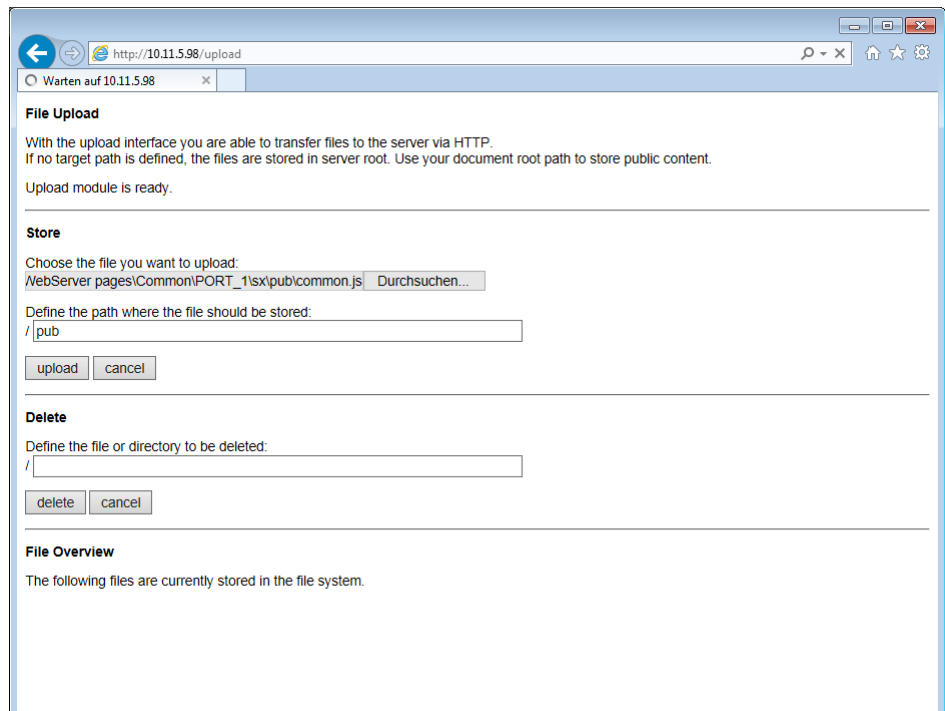 http://10.11.5.98/upload
Warten auf 10.11.5.98
File Upload
With the upload interface you are able to transfer files to the server via HTTP.
If no target path is defined, the files are stored in server root. Use your document root path to store public content.
Upload module is ready.
Store
Choose the file you want to upload:
WebServer pages\Common\PORT_1\sx\pub\common.js Durchsuchen...
Define the path where the file should be stored:
/ pub
upload cancel
Delete
Define the file or directory to be deleted:
/
delete cancel
File Overview
The following files are currently stored in the file system.